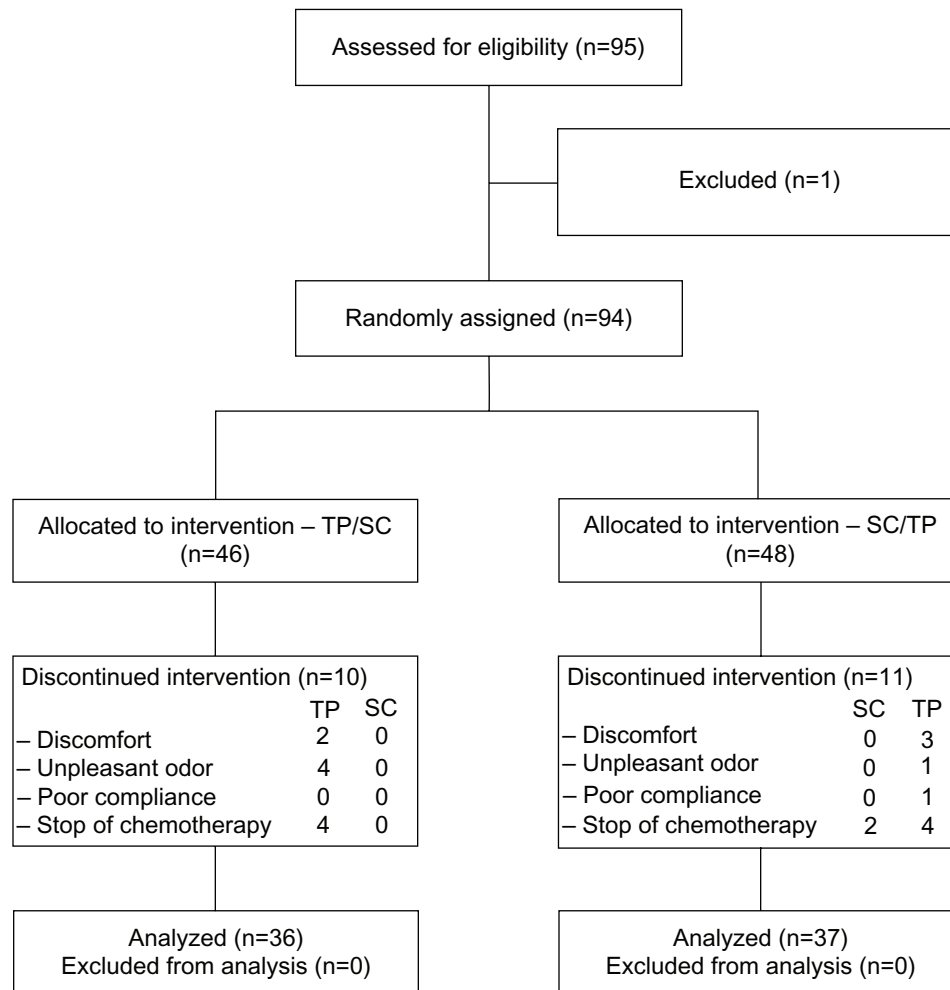 Assessed for eligibility (n=95)
Excluded (n=1)
Randomly assigned (n=94)
Allocated to intervention – TP/SC
(n=46)
Allocated to intervention – SC/TP
(n=48)
Discontinued intervention (n=10)
TP SC
– Discomfort 2 0
– Unpleasant odor 4 0
– Poor compliance 0 0
– Stop of chemotherapy 4 0
Discontinued intervention (n=11)
SC TP
– Discomfort 0 3
– Unpleasant odor 0 1
– Poor compliance 0 1
– Stop of chemotherapy 2 4
Analyzed (n=36)
Excluded from analysis (n=0)
Analyzed (n=37)
Excluded from analysis (n=0)